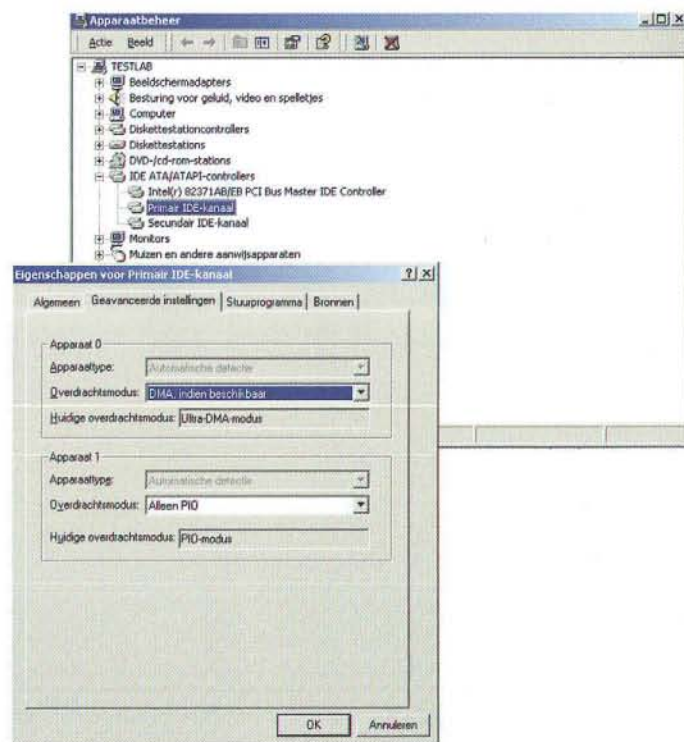 Apparaatbeheer
Actie Beeld
TESTLAB
Beeldschermadapters
Besturing voor geluid, video en spelletjes
Computer
Diskettestationcontrollers
Diskettestations
DVD-/cd-rom-stations
IDE ATA/ATAPI-controllers
Intel(r) 82371AB/EB PCI Bus Master IDE Controller
Primair IDE-kanaal
Secundair IDE-kanaal
Monitors
Muizen en andere aanwijsapparaten
Eigenschappen voor Primair IDE-kanaal
Algemeen Geavanceerde instellingen Stuurprogramma Bronnen
Apparaat 0
Apparaattype: Automatische detectie
Overdrachtsmodus: DMA, indien beschikbaar
Huidige overdrachtsmodus: Ultra-DMA-modus
Apparaat 1
Apparaattype: Automatische detectie
Overdrachtsmodus: Alleen PIO
Huidige overdrachtsmodus: PIO-modus
OK Annuleren